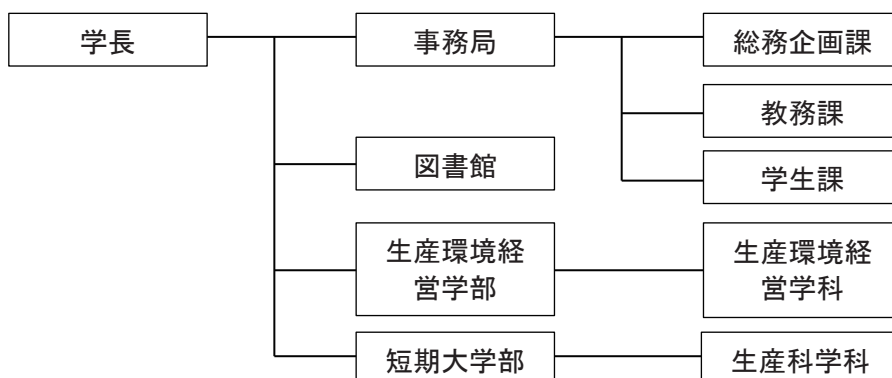 学長
事務局
総務企画課
教務課
図書館
学生課
生産環境経
営学部
生産環境経
営学科
短期大学部
生産科学科